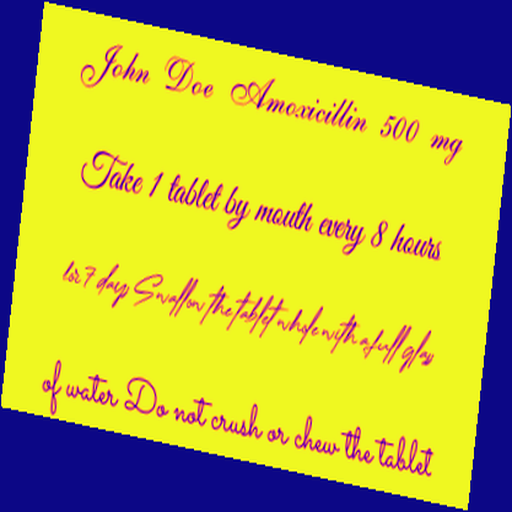 John Doe Amoxicillin 500 mg
Take 1 tablet by mouth every 8 hours
for 7 days Swallow the tablet whole with a full glass
of water Do not crush or chew the tablet